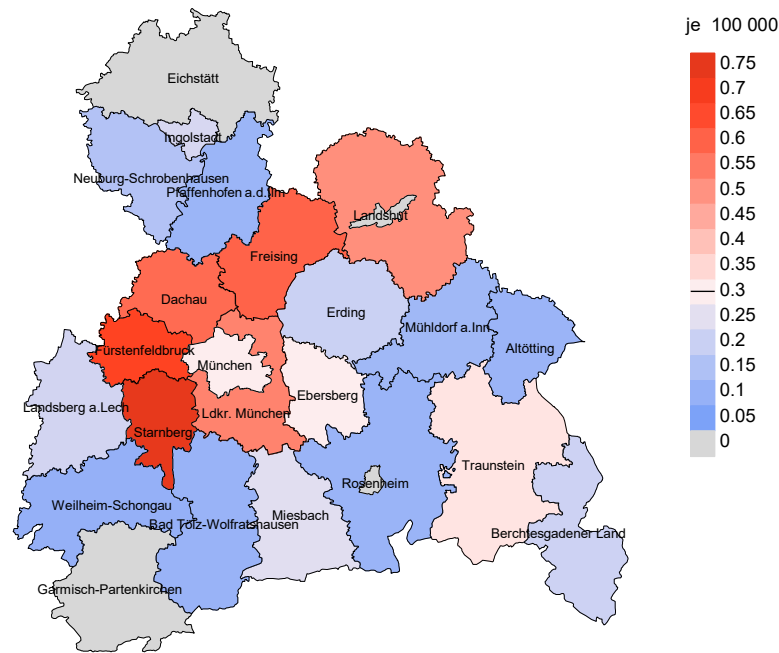 je 100 000
0.75
0.7
0.65
0.6
0.55
0.5
0.45
0.4
0.35
0.3
0.25
0.2
0.15
0.1
0.05
0
Eichstätt
Ingolstadt
Neuburg-Schrobenhausen
Pfaffenhofen a.d.Ilm
Landshut
Freising
Dachau
Erding
Mühldorf a.Inn
Altötting
Fürstenfeldbruck
München
Ebersberg
Landsberg a.Lech
Ldkr. München
Starnberg
Traunstein
Rosenheim
Weilheim-Schongau
Miesbach
Bad Tölz-Wolfratshausen
Berchtesgadener Land
Garmisch-Partenkirchen